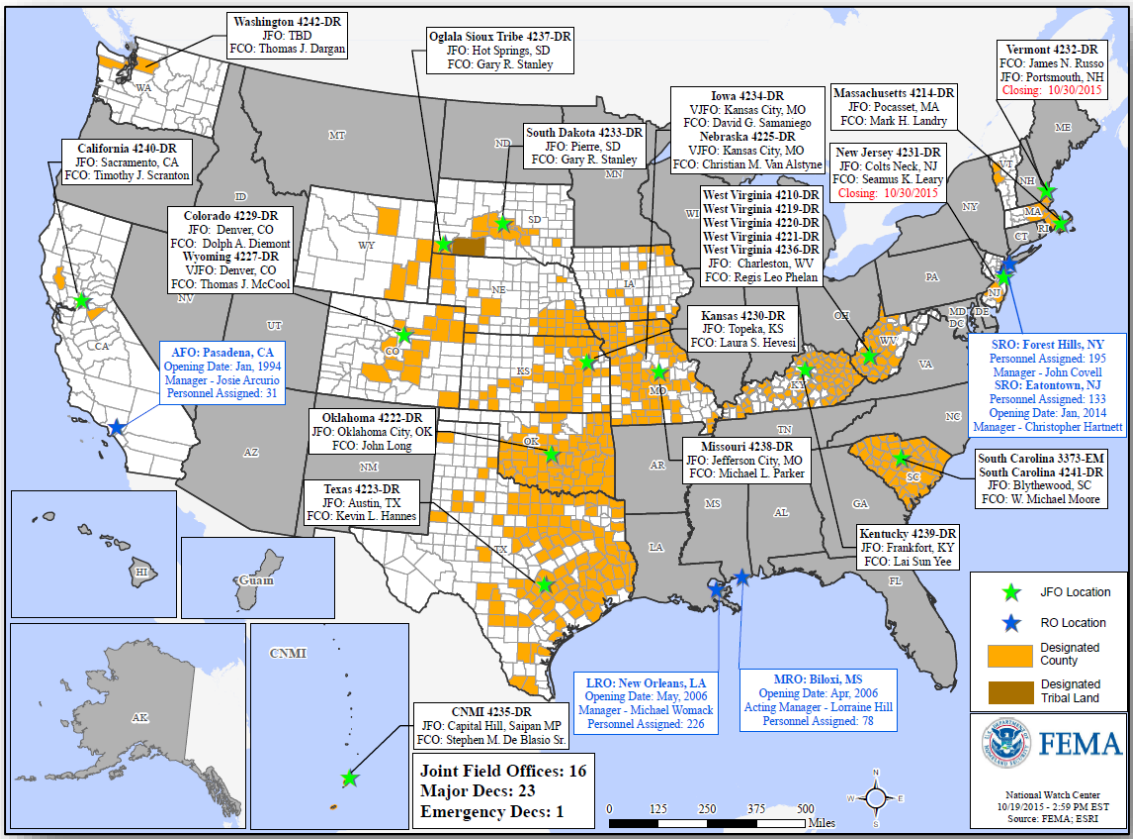 Washington 4242-DR
JFO: TBD
FCO: Thomas J. Dargan
Oglala Sioux Tribe 4237-DR
JFO: Hot Springs, SD
FCO: Gary R. Stanley
Vermont 4232-DR
FCO: James N. Russo
JFO: Portsmouth, NH
Closing: 10/30/2015
Iowa 4234-DR
VJFO: Kansas City, MO
FCO: David G. Samaniego
Nebraska 4225-DR
VJFO: Kansas City, MO
FCO: Christian M. Van Alstyne
Massachusetts 4214-DR
JFO: Pocasset, MA
FCO: Mark H. Landry
South Dakota 4233-DR
JFO: Pierre, SD
FCO: Gary R. Stanley
California 4240-DR
JFO: Sacramento, CA
FCO: Timothy J. Scranton
New Jersey 4231-DR
JFO: Colts Neck, NJ
FCO: Seamus K. Leary
Closing: 10/30/2015
West Virginia 4210-DR
West Virginia 4219-DR
West Virginia 4220-DR
West Virginia 4221-DR
West Virginia 4236-DR
JFO: Charleston, WV
FCO: Regis Leo Phelan
Colorado 4229-DR
JFO: Denver, CO
FCO: Dolph A. Diemont
Wyoming 4227-DR
VJFO: Denver, CO
FCO: Thomas J. McCool
Kansas 4230-DR
JFO: Topeka, KS
FCO: Laura S. Hevesi
AFO: Pasadena, CA
Opening Date: Jan, 1994
Manager - Josie Arcurio
Personnel Assigned: 31
SRO: Forest Hills, NY
Personnel Assigned: 195
Manager - John Covell
SRO: Eatontown, NJ
Personnel Assigned: 133
Opening Date: Jan, 2014
Manager - Christopher Hartnett
Oklahoma 4222-DR
JFO: Oklahoma City, OK
FCO: John Long
Missouri 4238-DR
JFO: Jefferson City, MO
FCO: Michael L. Parker
South Carolina 3373-EM
South Carolina 4241-DR
JFO: Blythewood, SC
FCO: W. Michael Moore
Texas 4223-DR
JFO: Austin, TX
FCO: Kevin L. Hannes
Kentucky 4239-DR
JFO: Frankfort, KY
FCO: Lai Sun Yee
WA
MT
ND
MN
ME
VT
NH
MA
RI
CT
NY
ID
WY
SD
WI
PA
NJ
MD
DE
DC
NV
UT
CO
NE
IA
OH
WV
VA
CA
KS
MO
KY
NC
AZ
NM
OK
AR
TN
SC
MS
AL
GA
TX
LA
FL
HI
Guam
AK
CNMI
CNMI 4235-DR
JFO: Capital Hill, Saipan MP
FCO: Stephen M. De Blasio Sr.
LRO: New Orleans, LA
Opening Date: May, 2006
Manager - Michael Womack
Personnel Assigned: 226
MRO: Biloxi, MS
Opening Date: Apr, 2006
Acting Manager - Lorraine Hill
Personnel Assigned: 78
Joint Field Offices: 16
Major Decs: 23
Emergency Decs: 1
0 125 250 375 500
Miles
N
W E
S
JFO Location
RO Location
Designated
County
Designated
Tribal Land
FEMA
National Watch Center
10/19/2015 - 2:59 PM EST
Source: FEMA; ESRI